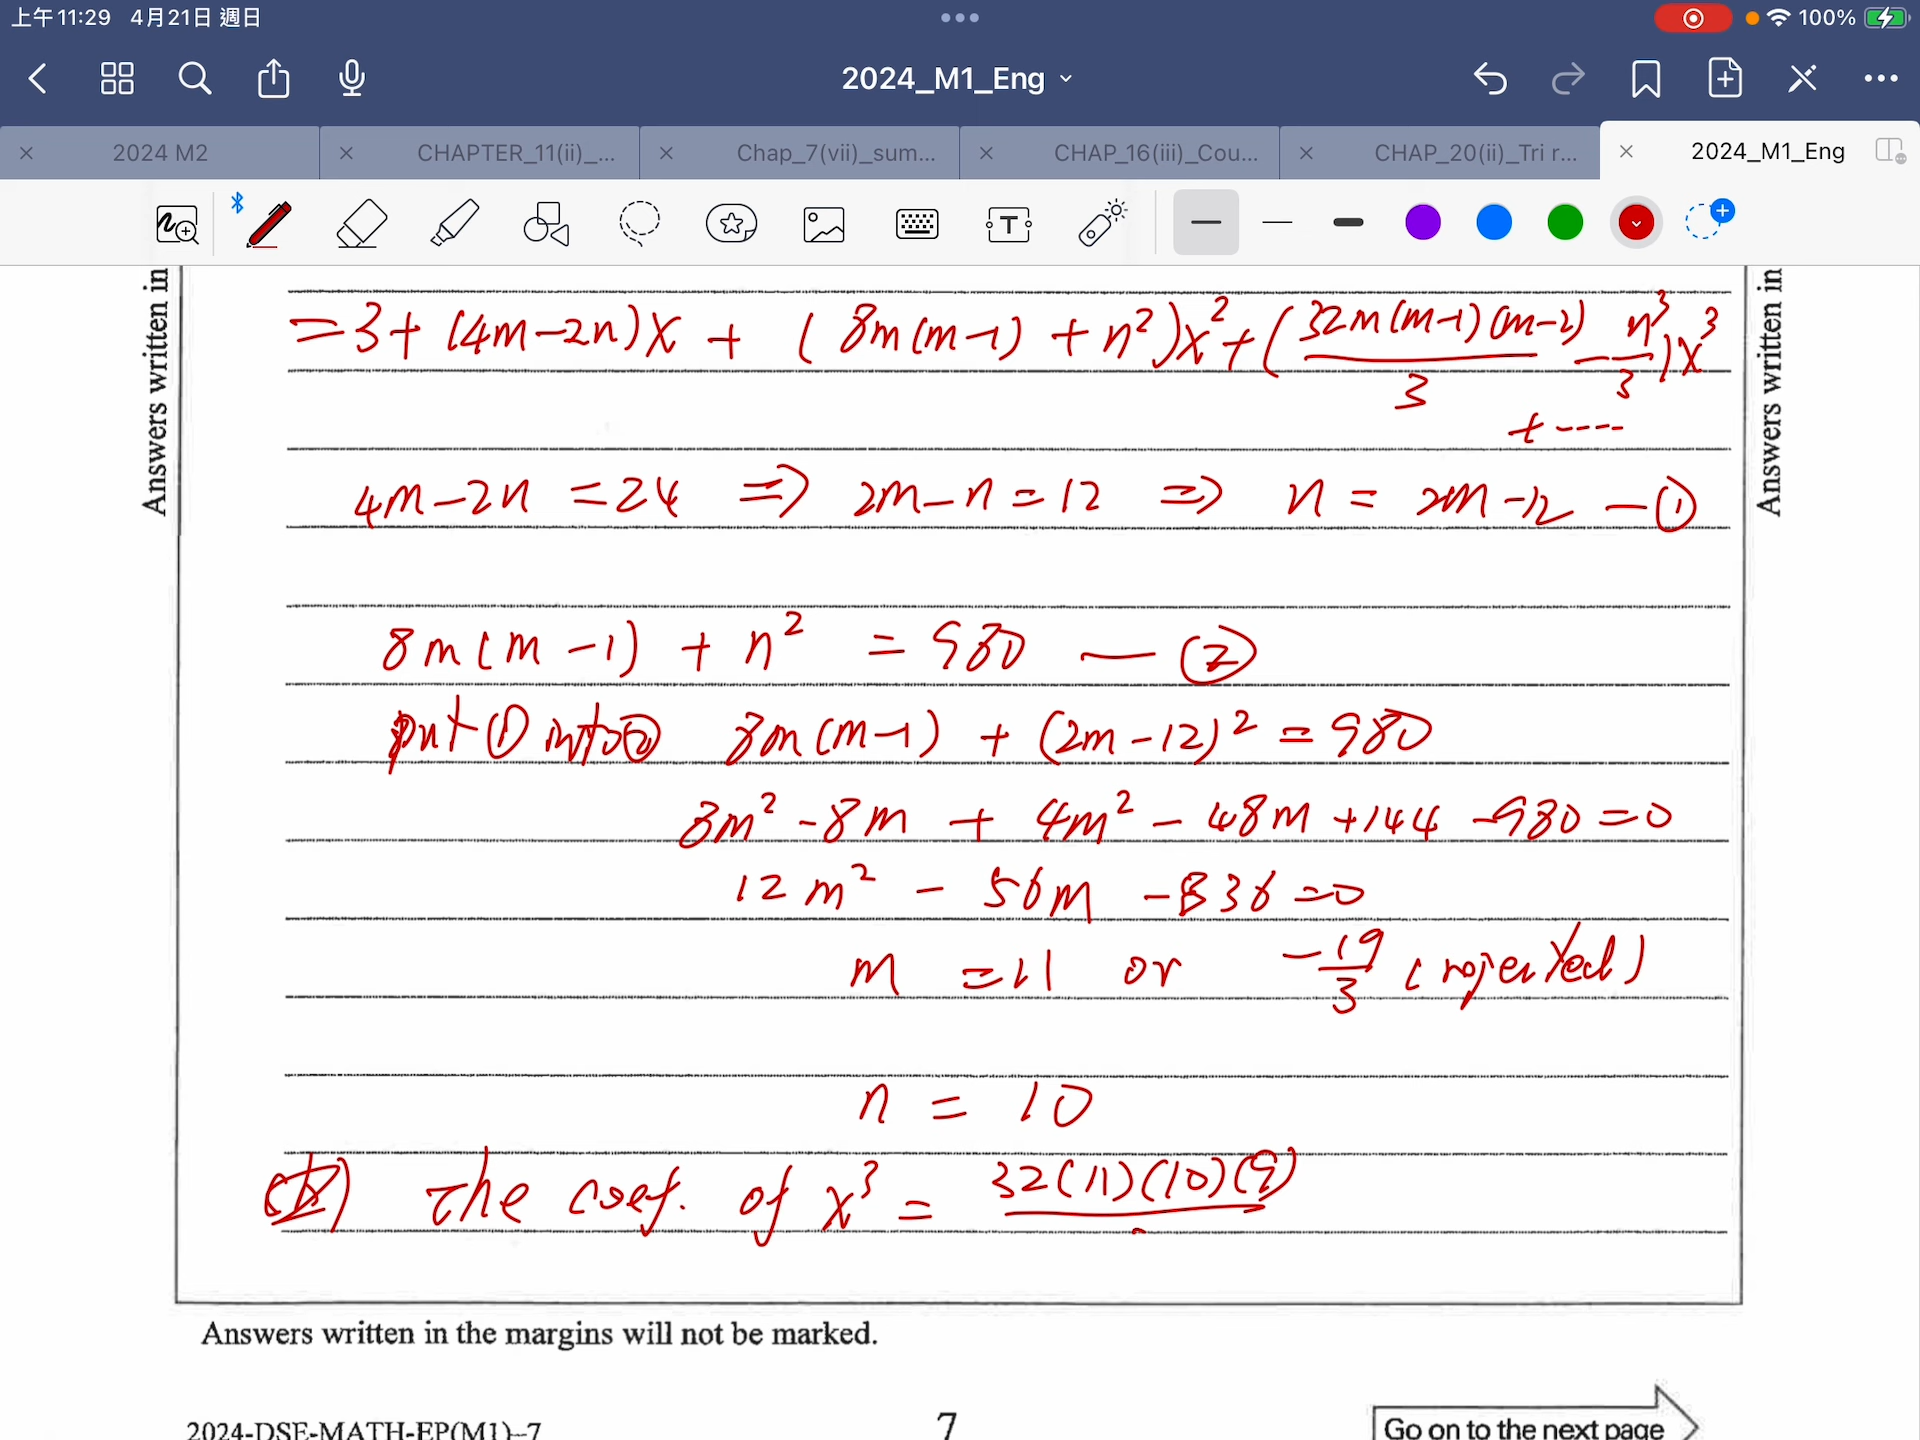 上午11:29 4月21日 週日
100%
2024_M1_Eng
2024 M2
CHAPTER_11(ii)_...
Chap_7(vii)_sum...
CHAP_16(iii)_Cou...
CHAP_20(ii)_Tri r...
2024_M1_Eng
T
Answers written in
Answers written in
=3+(4m-2n)x + (8m(m-1)+n²)x²+(32m(m-1)(m-2)/3 - n³/3)x³
+----
4m-2n=24 ⇒ 2m-n=12 ⇒ n=2m-12 —①
8m(m-1)+n² =980 —②
put ① into ② 8m(m-1)+(2m-12)²=980
8m²-8m+4m²-48m+144-980=0
12m²-56m-836=0
m=11 or -19/3 (rejected)
n=10
(b) The coef. of x³ = 32(11)(10)(9)
Answers written in the margins will not be marked.
2024-DSE-MATH-EP(M1)–7
7
Go on to the next page